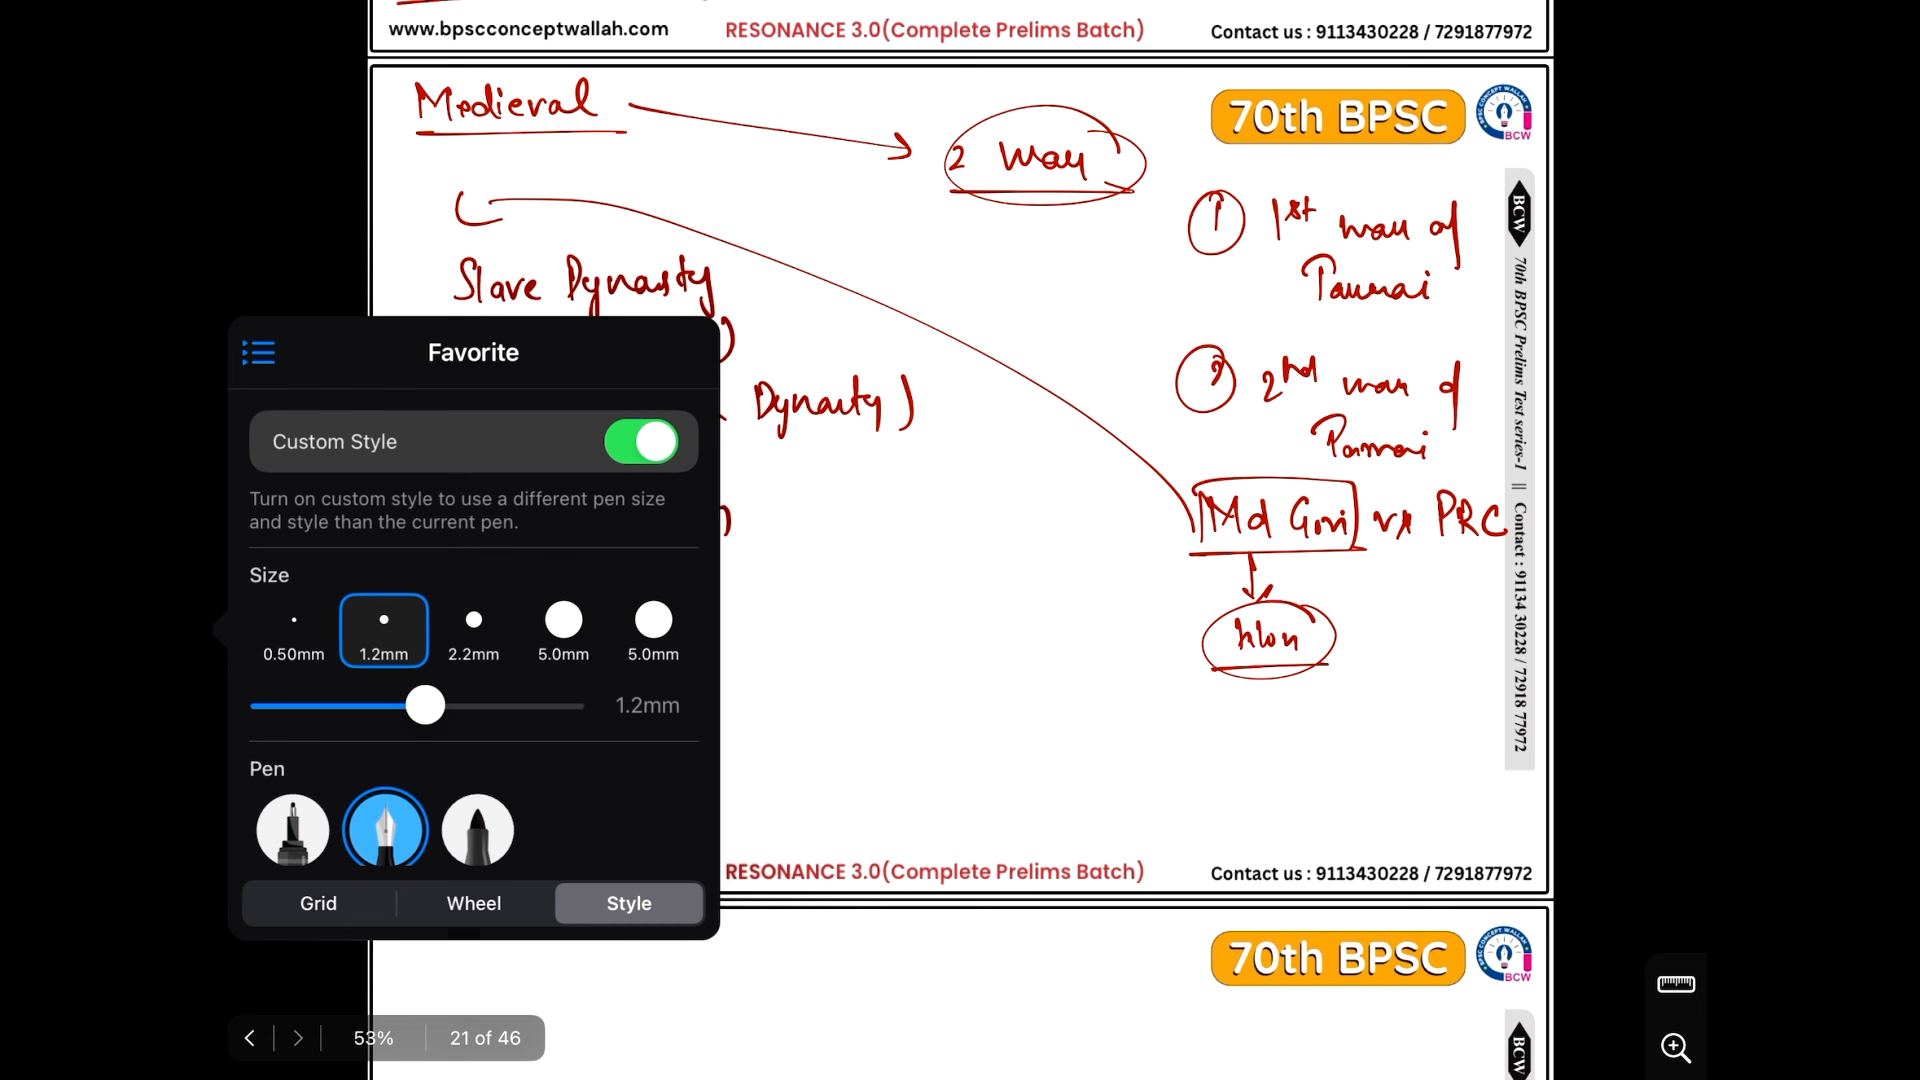 www.bpscconceptwallah.com RESONANCE 3.0(Complete Prelims Batch) Contact us : 9113430228 / 7291877972
Medieval
70th BPSC
BCW
2 way
① 1st war of
Tarrai
Slave Dynasty
)
② 2nd war of
Dynasty )
Md Gori vs PRC
won
BCW 70th BPSC Prelims Test series-1 || Contact : 91134 30228 / 72918 77972
Favorite
Custom Style
Turn on custom style to use a different pen size
and style than the current pen.
Size
0.50mm 1.2mm 2.2mm 5.0mm 5.0mm
1.2mm
Pen
Grid Wheel Style
RESONANCE 3.0(Complete Prelims Batch) Contact us : 9113430228 / 7291877972
70th BPSC
BCW
BCW
53% 21 of 46